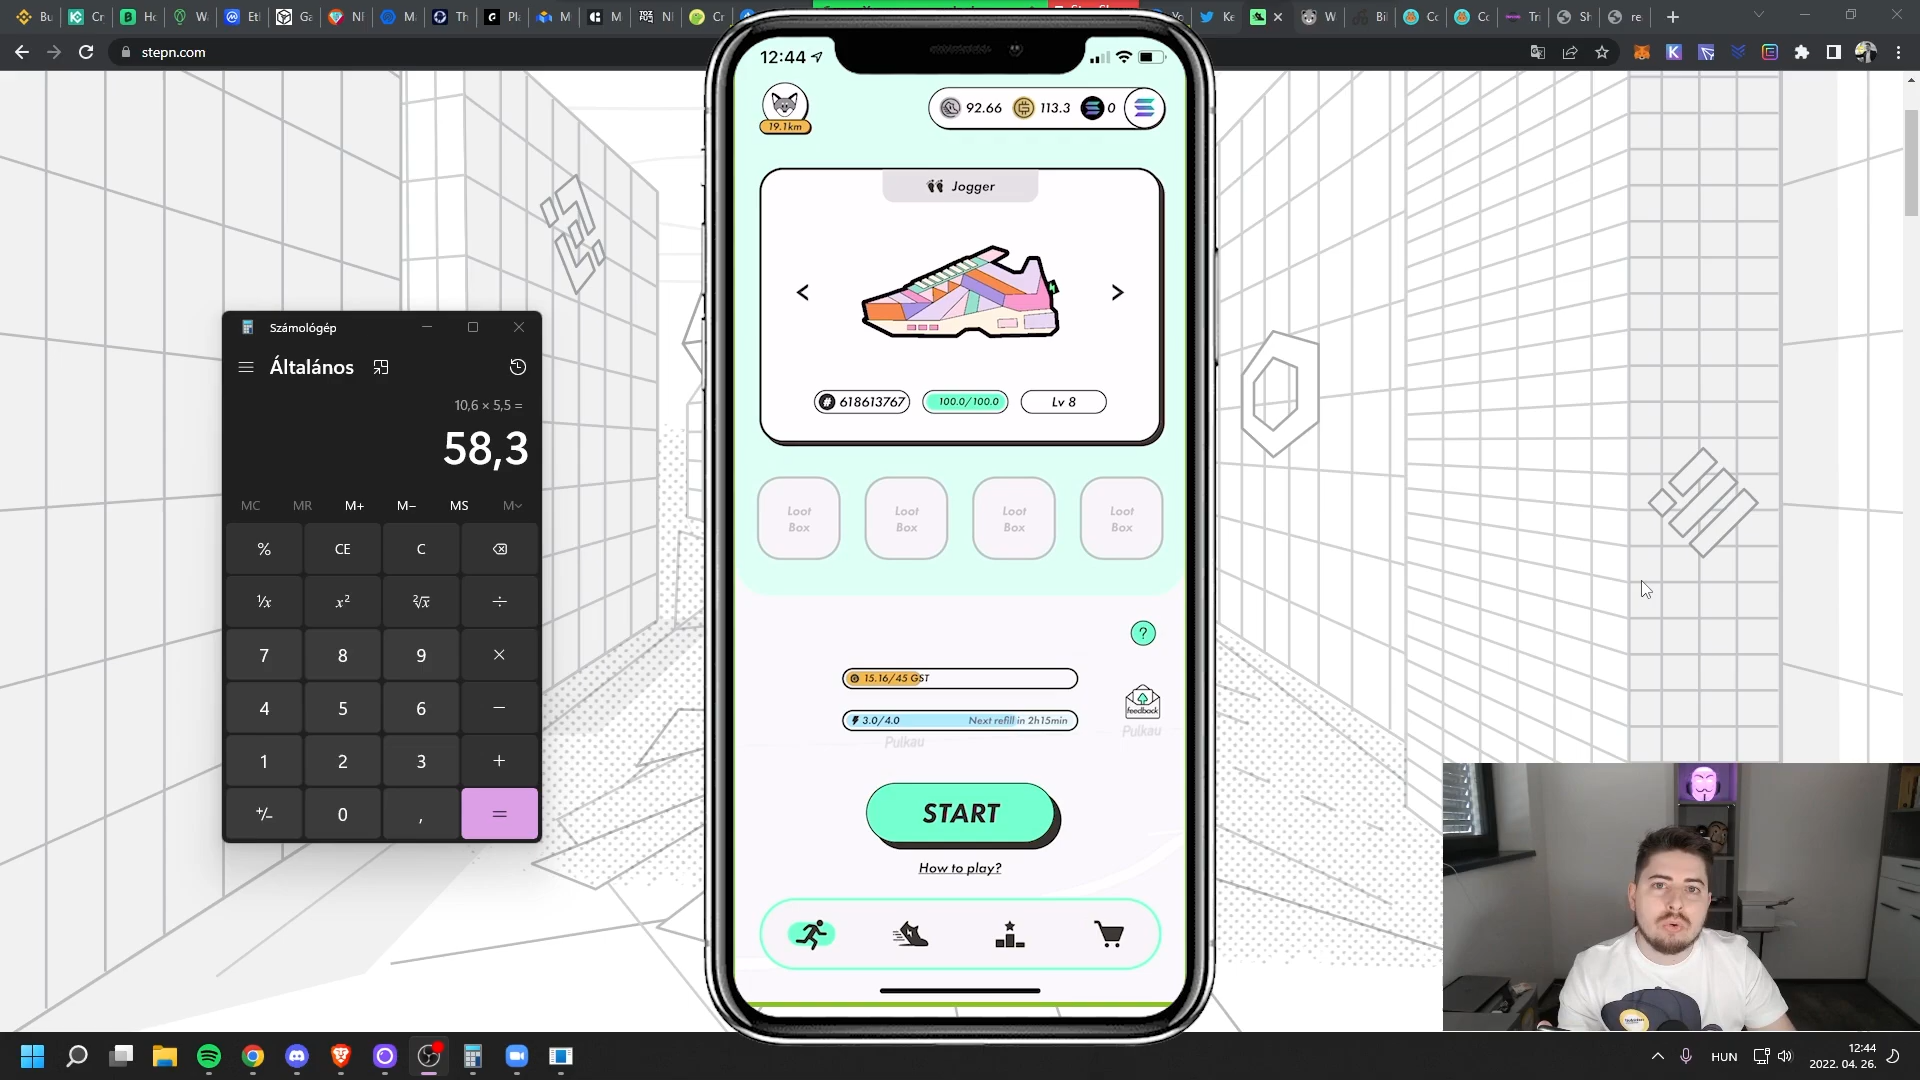 stepn.com
12:44
19.1km
92.66
113.3
0
Jogger
618613767
100.0/100.0
Lv 8
Loot Box
Loot Box
Loot Box
Loot Box
?
15.16/45 GST
feedback
3.0/4.0
Next refill in 2h15min
Pulkau
Pulkau
START
How to play?
Számológép
Általános
10,6 × 5,5 =
58,3
MC MR M+ M− MS M
% CE C
¹/x x² ²√x ÷
7 8 9 ×
4 5 6 −
1 2 3 +
+/− 0 , =
HUN
12:44
2022. 04. 26.